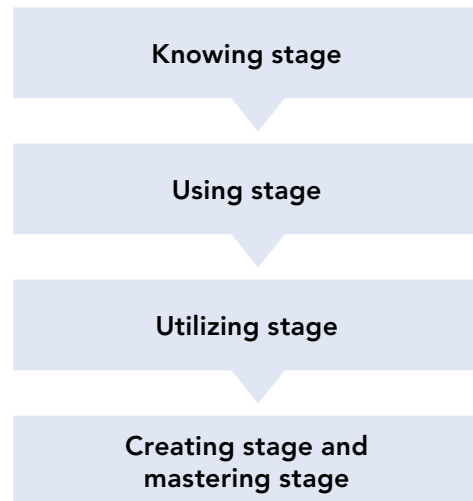 Knowing stage
Using stage
Utilizing stage
Creating stage and
mastering stage